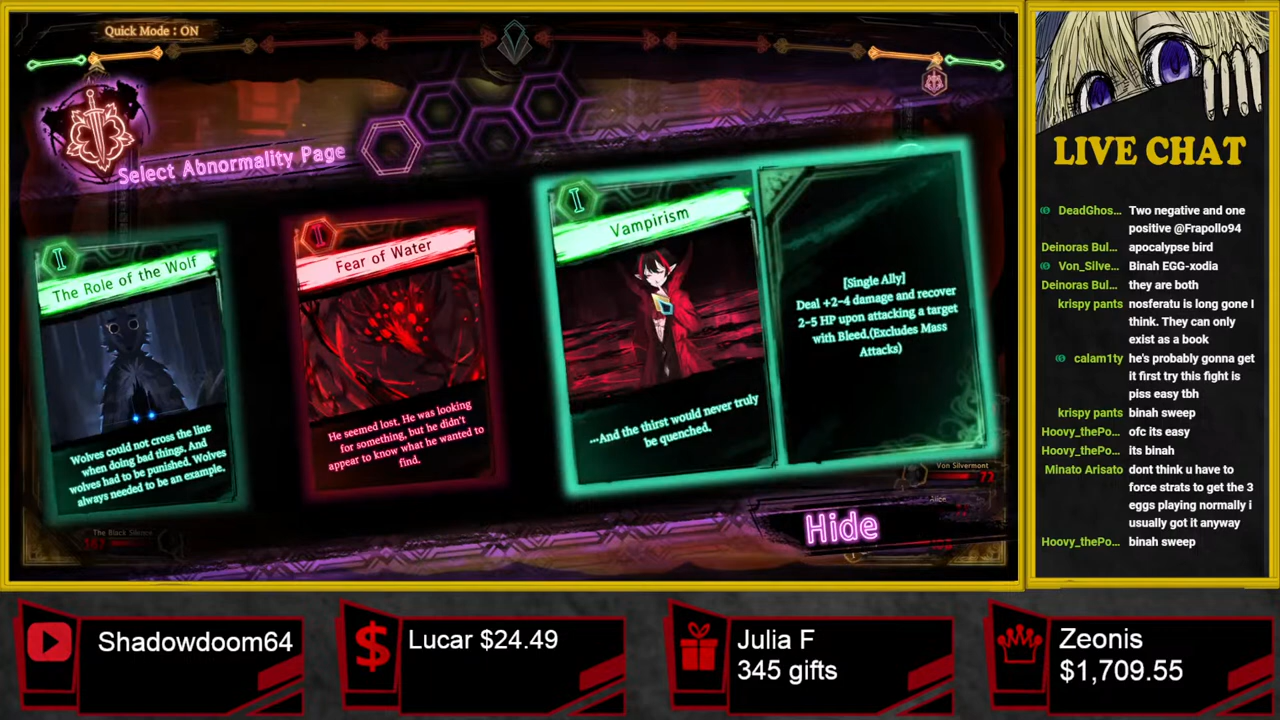 Quick Mode : ON
Select Abnormality Page
I
The Role of the Wolf
Wolves could not cross the line
when doing bad things, And
wolves had to be punished. Wolves
always needed to be an example.
I
Fear of Water
He seemed lost. He was looking
for something, but he didn't
appear to know what he wanted to
find.
I
Vampirism
...And the thirst would never truly
be quenched.
[Single Ally]
Deal +2~4 damage and recover
2~5 HP upon attacking a target
with Bleed.(Excludes Mass
Attacks)
Von Silvermont
72
The Black Silence
167
Hide
LIVE CHAT
DeadGhos... Two negative and one
positive @Frapollo94
Deinoras Bul... apocalypse bird
Von_Silve... Binah EGG-xodia
Deinoras Bul... they are both
krispy pants nosferatu is long gone I
think. They can only
exist as a book
calam1ty he's probably gonna get
it first try this fight is
piss easy tbh
krispy pants binah sweep
Hoovy_thePo... ofc its easy
Hoovy_thePo... its binah
Minato Arisato dont think u have to
force strats to get the 3
eggs playing normally i
usually got it anyway
Hoovy_thePo... binah sweep
Shadowdoom64
$
Lucar $24.49
Julia F
345 gifts
Zeonis
$1,709.55